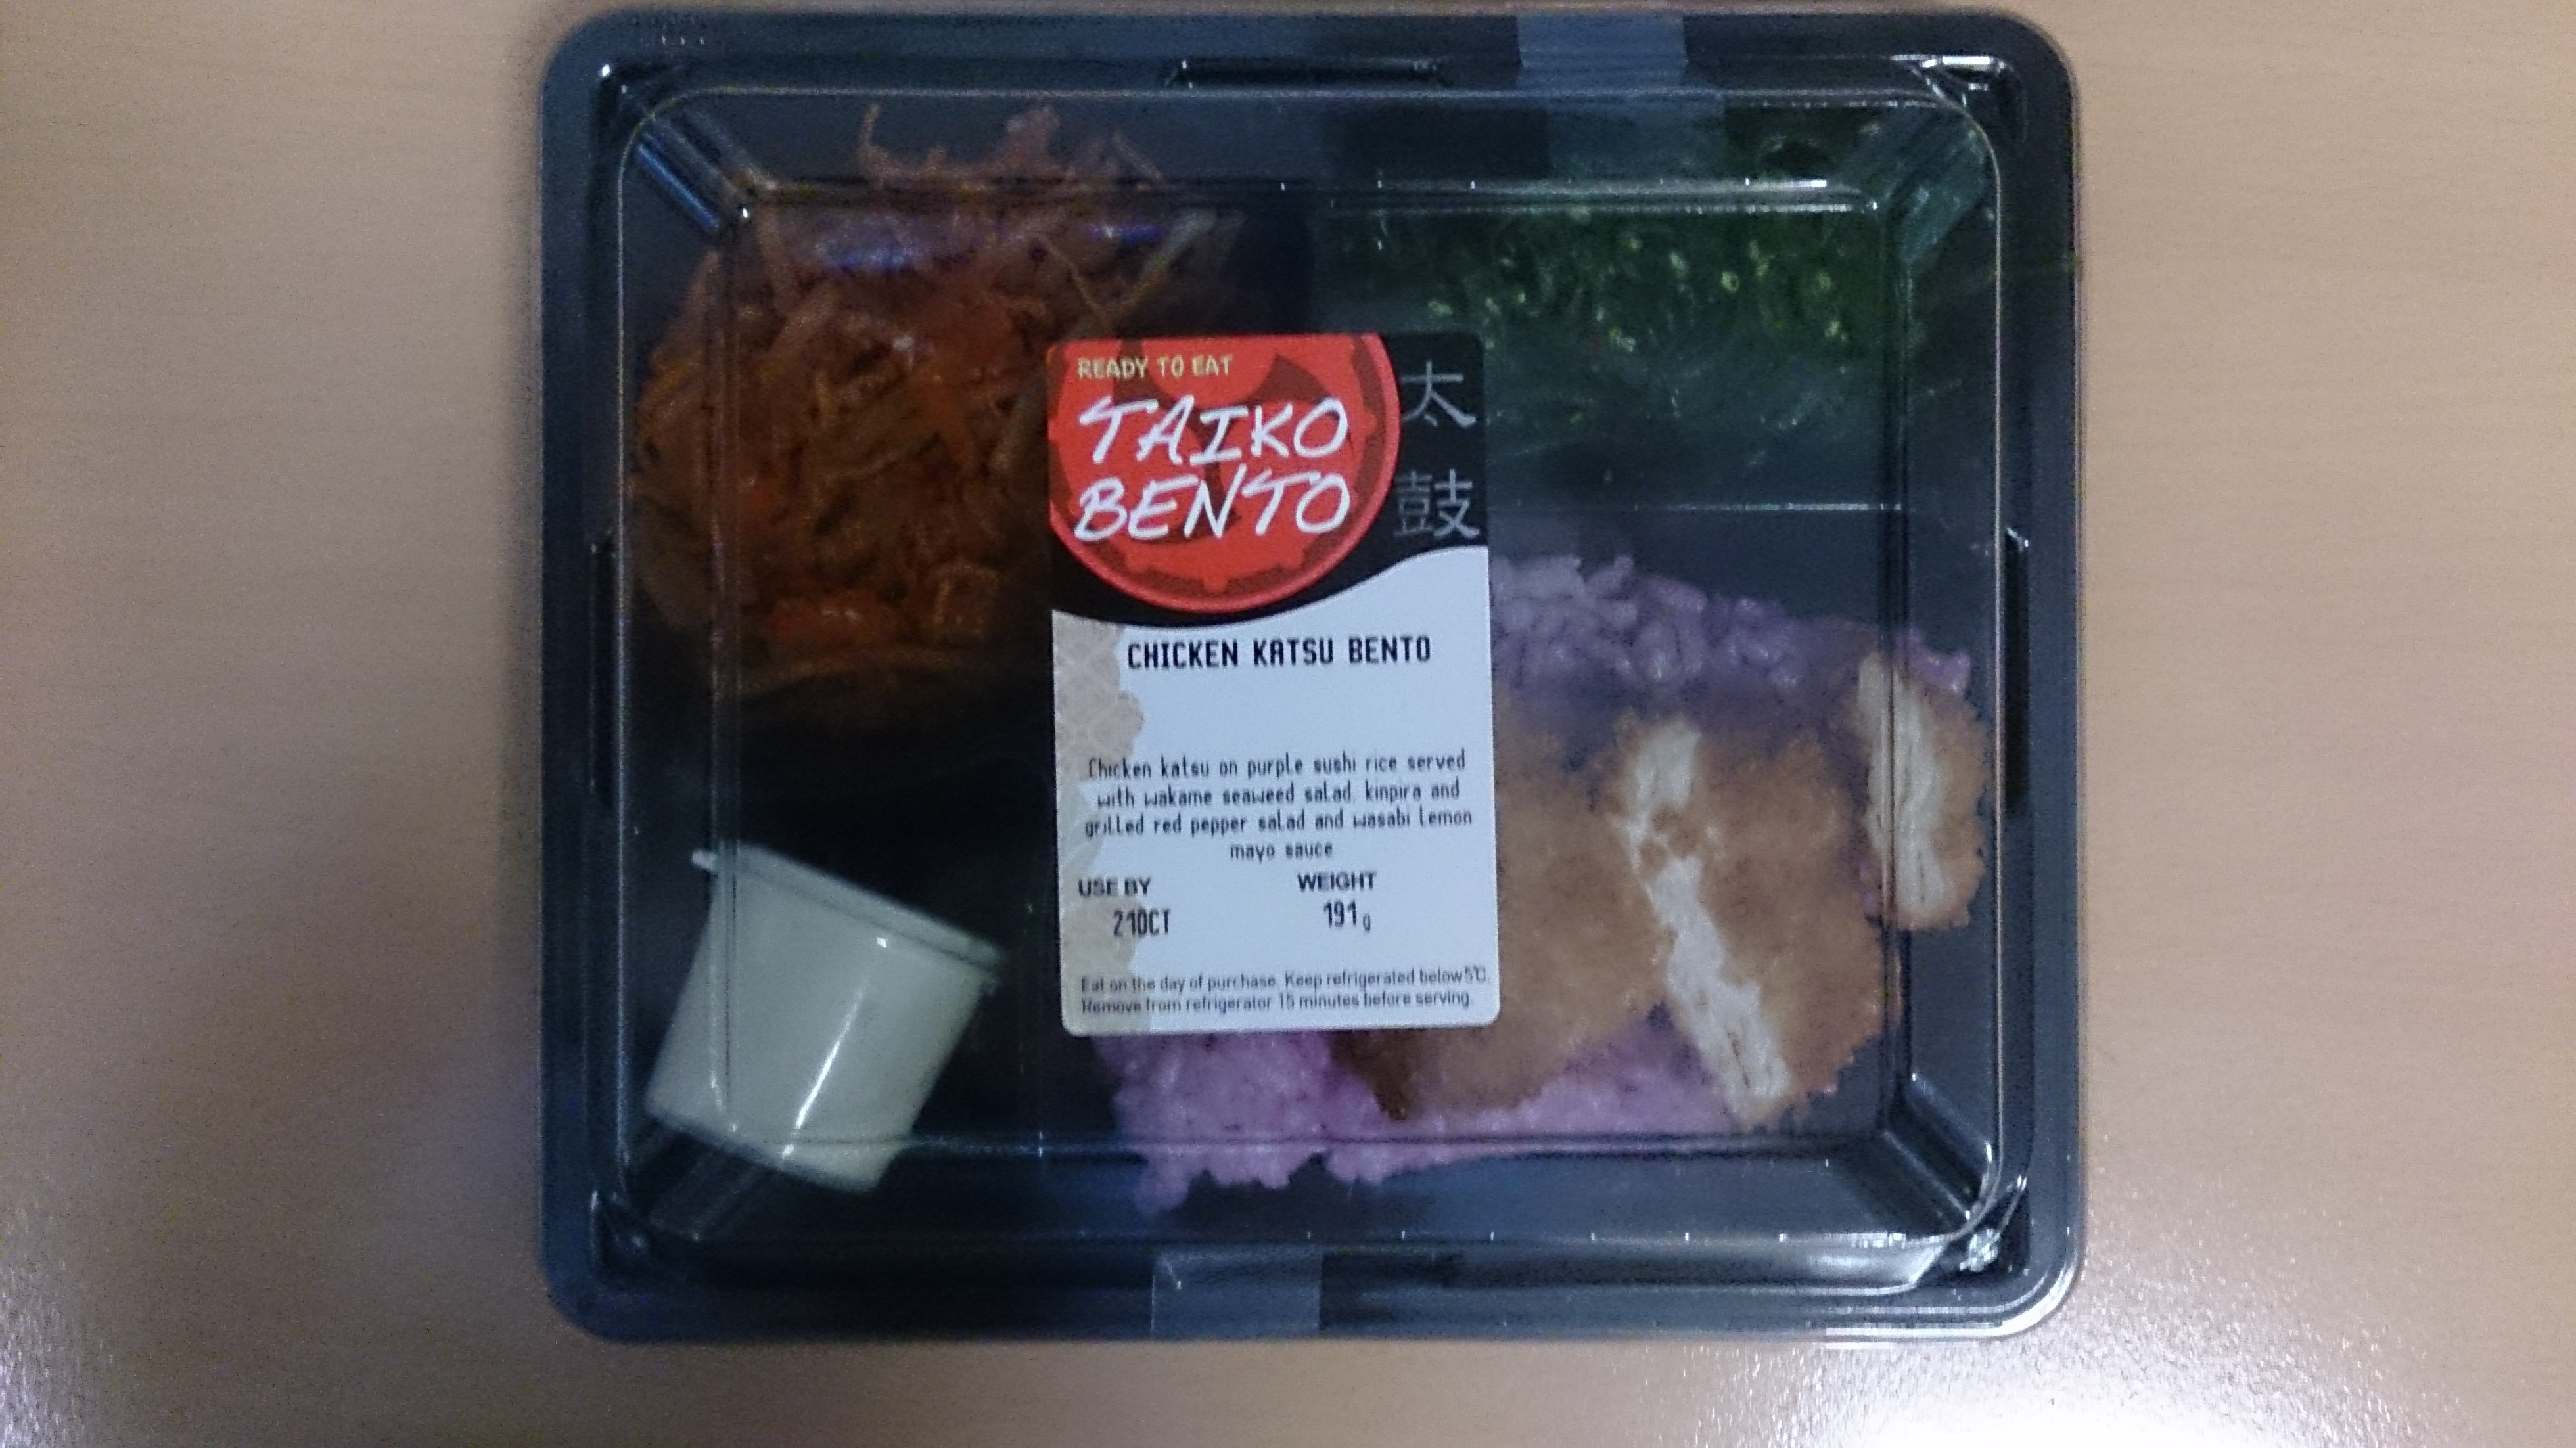 READY TO EAT
TAIKO
BENTO
太
鼓
CHICKEN KATSU BENTO
Chicken katsu on purple sushi rice served
with wakame seaweed salad, kinpira and
grilled red pepper salad and wasabi lemon
mayo sauce
USE BY WEIGHT
21OCT 191g
Eat on the day of purchase. Keep refrigerated below 5℃.
Remove from refrigerator 15 minutes before serving.